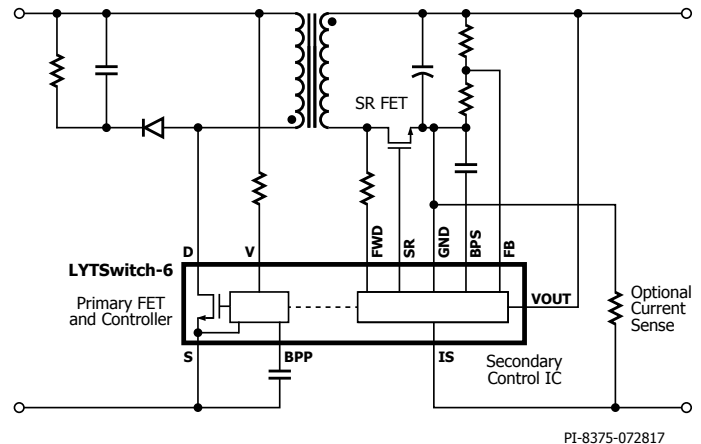 SR FET
D
V
FWD
SR
GND
BPS
FB
LYTSwitch-6
VOUT
Primary FET
and Controller
Optional
Current
Sense
S
BPP
IS
Secondary
Control IC
PI-8375-072817